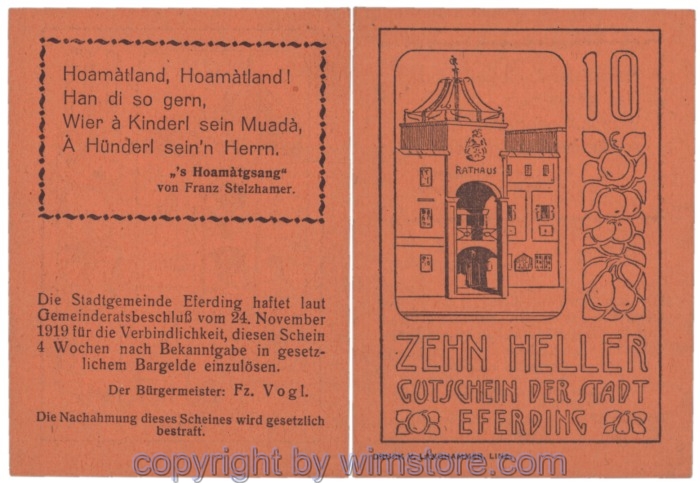 Hoamàtland, Hoamàtland!
Han di so gern,
Wier à Kinderl sein Muadà,
À Hünderl sein'n Herrn.
„'s Hoamàtgsang“
von Franz Stelzhamer.
Die Stadtgemeinde Eferding haftet laut
Gemeinderatsbeschluß vom 24. November
1919 für die Verbindlichkeit, diesen Schein
4 Wochen nach Bekanntgabe in gesetz-
lichem Bargelde einzulösen.
Der Bürgermeister: Fz. Vogl.
Die Nachahmung dieses Scheines wird gesetzlich
bestraft.
10
RATHAUS
ZEHN HELLER
GUTSCHEIN DER STADT
EFERDING
DRUCK LINZ
copyright by wimstore.com